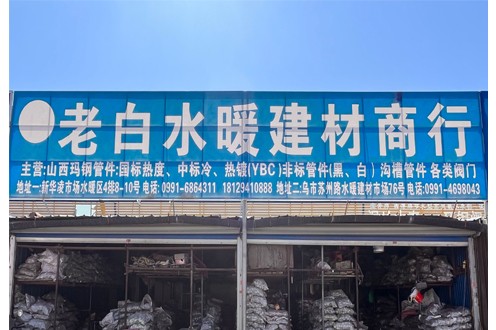 老白水暖建材商行
主营:山西玛钢管件:国标热度、中标冷、热镀(YBC)非标管件(黑、白)沟槽管件 各类阀门
地址一:新华凌市场水暖区4排8-10号 电话:0991-6864311 18129410888 地址二:乌市苏州路水暖建材市场76号 电话:0991-4698043